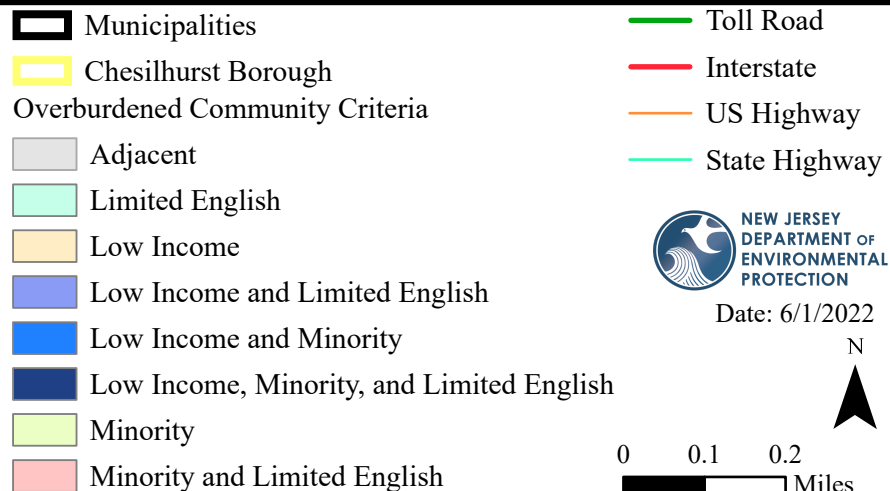 Municipalities
Chesilhurst Borough
Overburdened Community Criteria
Adjacent
Limited English
Low Income
Low Income and Limited English
Low Income and Minority
Low Income, Minority, and Limited English
Minority
Minority and Limited English
Toll Road
Interstate
US Highway
State Highway
NEW JERSEY
DEPARTMENT OF
ENVIRONMENTAL
PROTECTION
Date: 6/1/2022
N
0 0.1 0.2
Miles